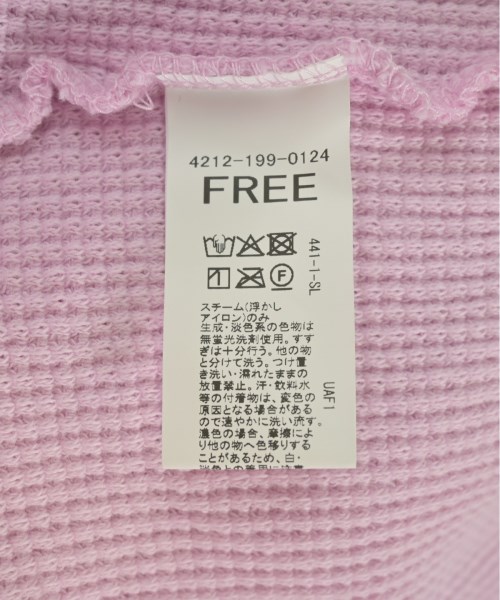 4212-199-0124
FREE
441-1-SL
F
スチーム(浮かし
アイロン)のみ
生成・淡色系の色物は
無蛍光洗剤使用。すす
ぎは十分行う。他の物
と分けて洗う。つけ置
き洗い・濡れたままの
放置禁止。汗・飲料水
等の付着物は、変色の
原因となる場合がある
ので速やかに洗い流す。
濃色の場合、摩擦によ
り他の物へ色移りする
ことがあるため、白・
UAF1